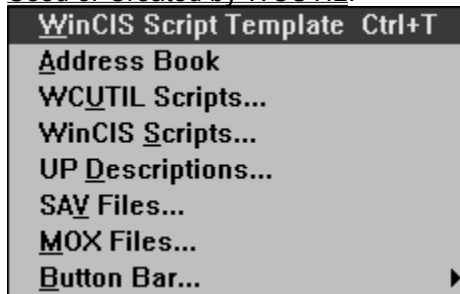 WinCIS Script Template Ctrl+T
Address Book
WCUTIL Scripts...
WinCIS Scripts...
UP Descriptions...
SAV Files...
MOX Files...
Button Bar...